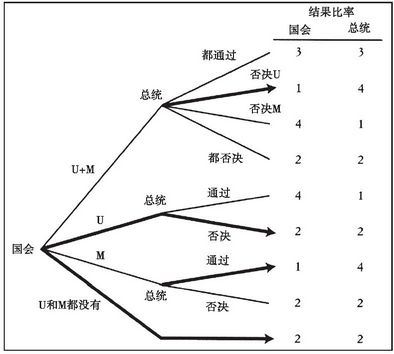 结果比率
国会 总统
都通过 3 3
否决U 1 4
总统
否决M 4 1
都否决 2 2
U+M
总统 通过 4 1
U
否决 2 2
国会
M 通过 1 4
总统
否决 2 2
U和M都没有
2 2